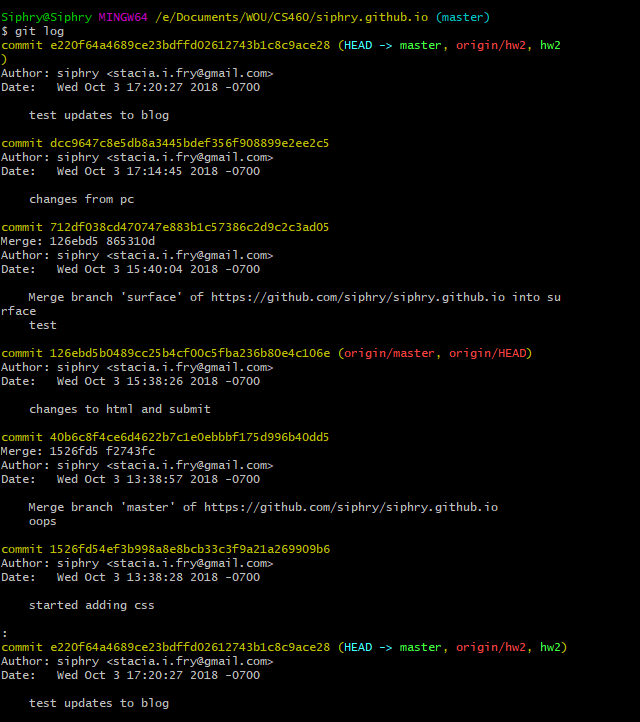 Siphry@Siphry MINGW64 /e/Documents/WOU/CS460/siphry.github.io (master)
$ git log
commit e220f64a4689ce23bdffd02612743b1c8c9ace28 (HEAD -> master, origin/hw2, hw2
)
Author: siphry <stacia.i.fry@gmail.com>
Date:   Wed Oct 3 17:20:27 2018 -0700

    test updates to blog

commit dcc9647c8e5db8a3445bdef356f908899e2ee2c5
Author: siphry <stacia.i.fry@gmail.com>
Date:   Wed Oct 3 17:14:45 2018 -0700

    changes from pc

commit 712df038cd470747e883b1c57386c2d9c2c3ad05
Merge: 126ebd5 865310d
Author: siphry <stacia.i.fry@gmail.com>
Date:   Wed Oct 3 15:40:04 2018 -0700

    Merge branch 'surface' of https://github.com/siphry/siphry.github.io into su
rface
    test

commit 126ebd5b0489cc25b4cf00c5fba236b80e4c106e (origin/master, origin/HEAD)
Author: siphry <stacia.i.fry@gmail.com>
Date:   Wed Oct 3 15:38:26 2018 -0700

    changes to html and submit

commit 40b6c8f4ce6d4622b7c1e0ebbbf175d996b40dd5
Merge: 1526fd5 f2743fc
Author: siphry <stacia.i.fry@gmail.com>
Date:   Wed Oct 3 13:38:57 2018 -0700

    Merge branch 'master' of https://github.com/siphry/siphry.github.io
    oops

commit 1526fd54ef3b998a8e8bcb33c3f9a21a269909b6
Author: siphry <stacia.i.fry@gmail.com>
Date:   Wed Oct 3 13:38:28 2018 -0700

    started adding css

:
commit e220f64a4689ce23bdffd02612743b1c8c9ace28 (HEAD -> master, origin/hw2, hw2)
Author: siphry <stacia.i.fry@gmail.com>
Date:   Wed Oct 3 17:20:27 2018 -0700

    test updates to blog